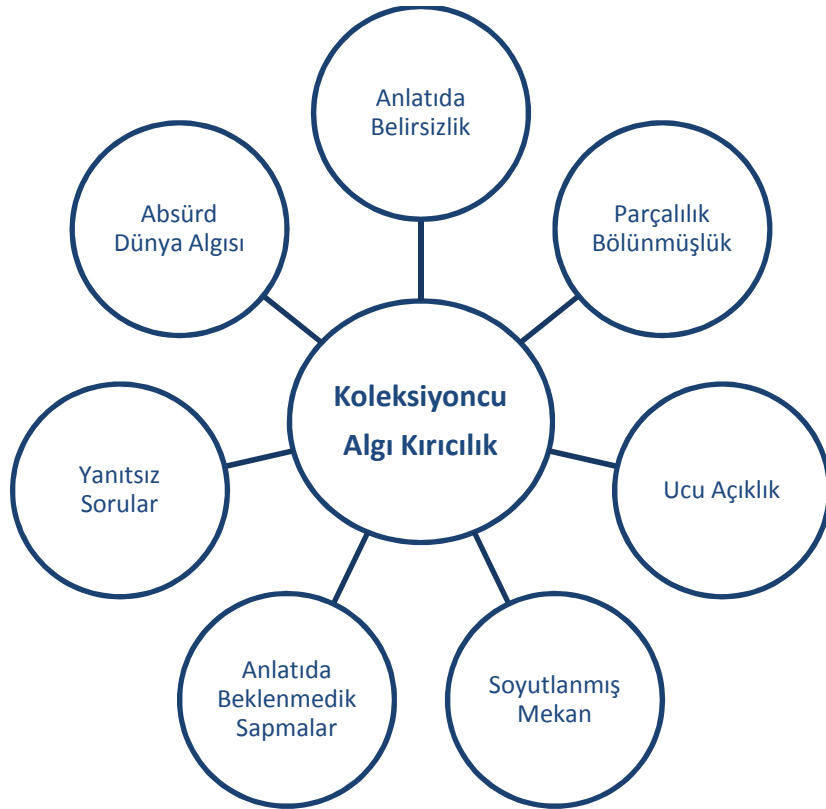 Anlatıda
Belirsizlik
Absürd
Dünya Algısı
Parçalılık
Bölünmüşlük
Koleksiyoncu
Algı Kırıcılık
Yanıtsız
Sorular
Ucu Açıklık
Anlatıda
Beklenmedik
Sapmalar
Soyutlanmış
Mekan